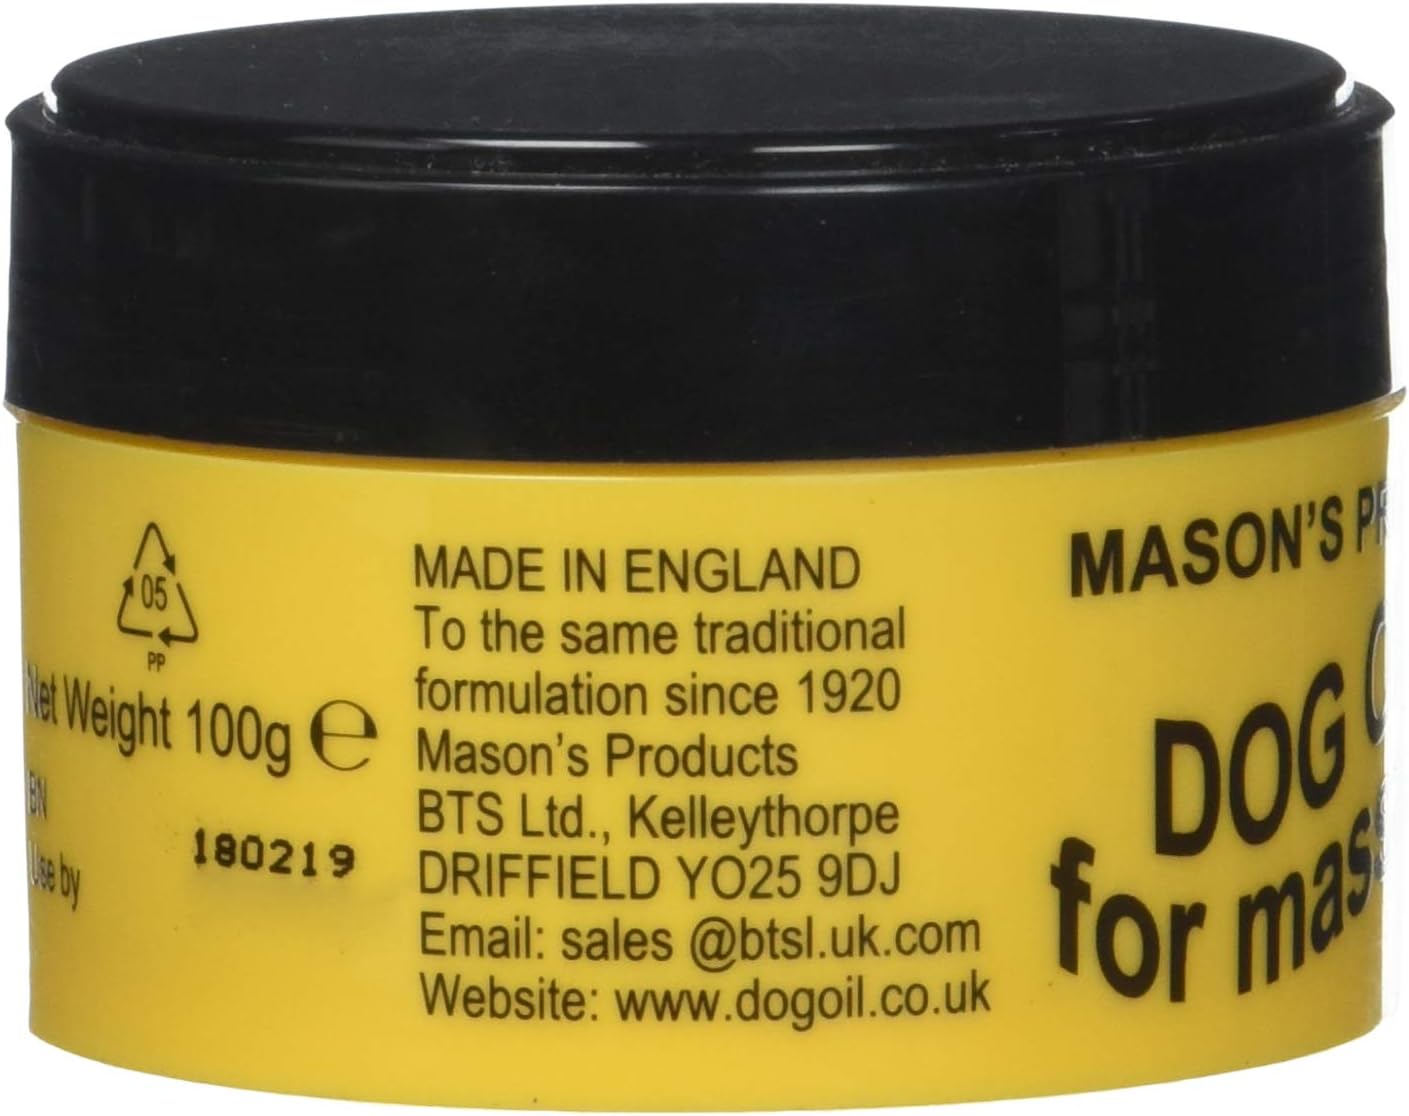 05
PP
Net Weight 100g ℮
BN
180219
Use by
MADE IN ENGLAND
To the same traditional
formulation since 1920
Mason's Products
BTS Ltd., Kelleythorpe
DRIFFIELD YO25 9DJ
Email: sales @btsl.uk.com
Website: www.dogoil.co.uk
MASON'S
DOG
for